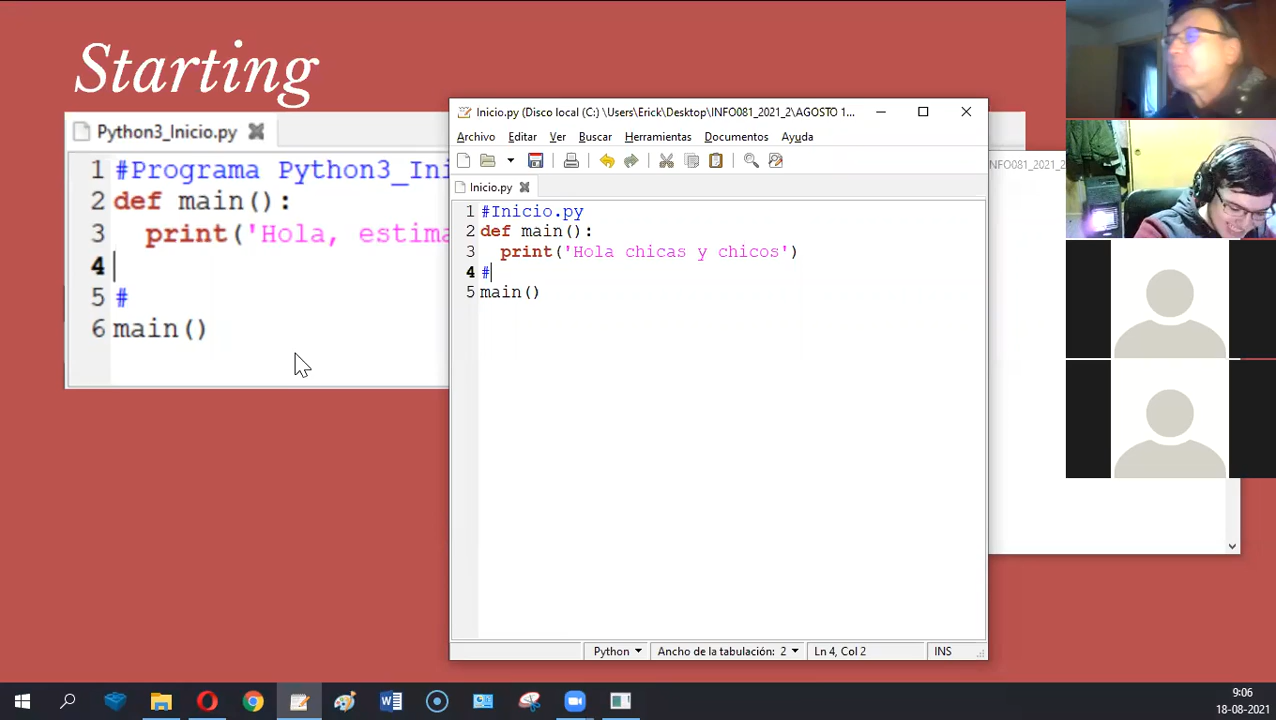 Starting
Python3_Inicio.py
1 #Programa Python3_Ini
2 def main():
3 print('Hola, estima
4
5 #
6 main()
Inicio.py (Disco local (C:) \Users\Erick\Desktop\INFO081_2021_2\AGOSTO 1...
Archivo Editar Ver Buscar Herramientas Documentos Ayuda
Inicio.py
1 #Inicio.py
2 def main():
3 print('Hola chicas y chicos')
4 #
5 main()
Python Ancho de la tabulación: 2 Ln 4, Col 2 INS
NFO081_2021_2\AGOSTO
9:06
18-08-2021